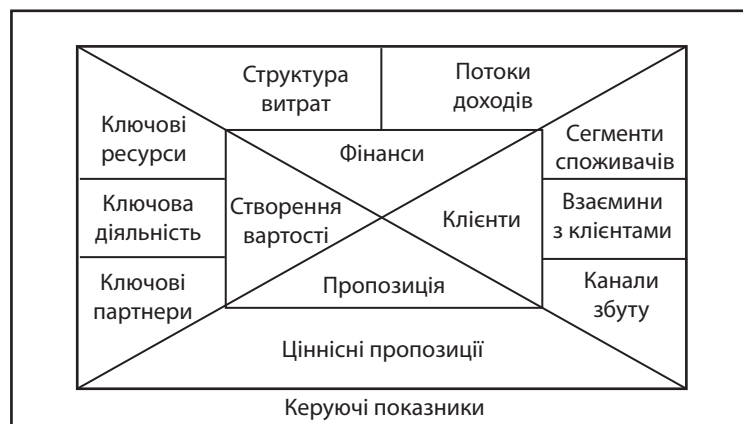 Структура
витрат
Потоки
доходів
Ключові
ресурси
Фінанси
Сегменти
споживачів
Ключова
діяльність
Створення
вартості
Клієнти
Взаємини
з клієнтами
Ключові
партнери
Пропозиція
Канали
збуту
Ціннісні пропозиції
Керуючі показники